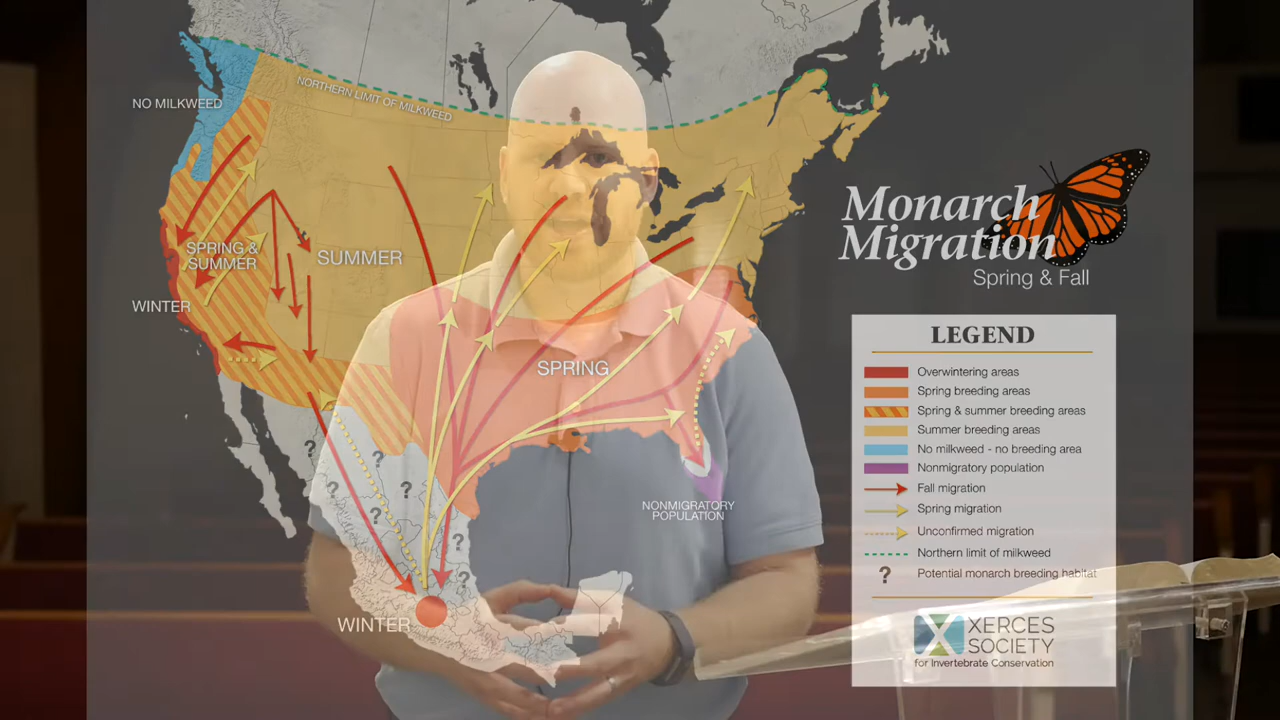 NORTHERN LIMIT OF MILKWEED
NO MILKWEED
Monarch
Migration
Spring & Fall
SPRING &
SUMMER
SUMMER
WINTER
SPRING
NONMIGRATORY
POPULATION
WINTER
?
?
?
?
?
?
?
LEGEND
Overwintering areas
Spring breeding areas
Spring & summer breeding areas
Summer breeding areas
No milkweed - no breeding area
Nonmigratory population
Fall migration
Spring migration
Unconfirmed migration
Northern limit of milkweed
? Potential monarch breeding habitat
XERCES
SOCIETY
for Invertebrate Conservation